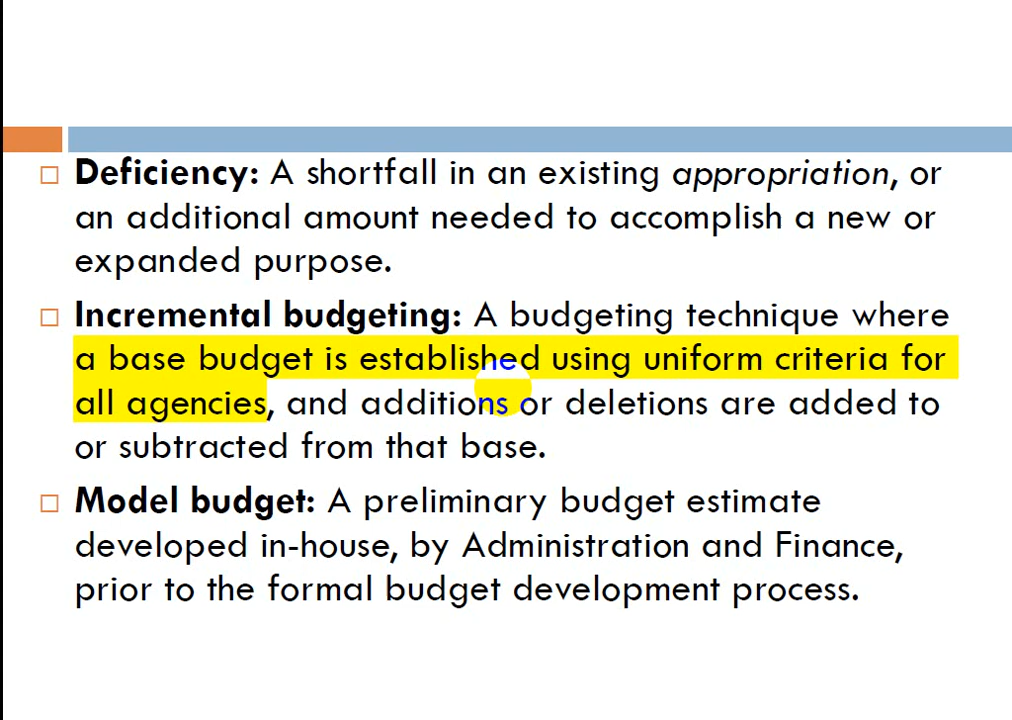 Deficiency: A shortfall in an existing appropriation, or
an additional amount needed to accomplish a new or
expanded purpose.
Incremental budgeting: A budgeting technique where
a base budget is established using uniform criteria for
all agencies, and additions or deletions are added to
or subtracted from that base.
Model budget: A preliminary budget estimate
developed in-house, by Administration and Finance,
prior to the formal budget development process.